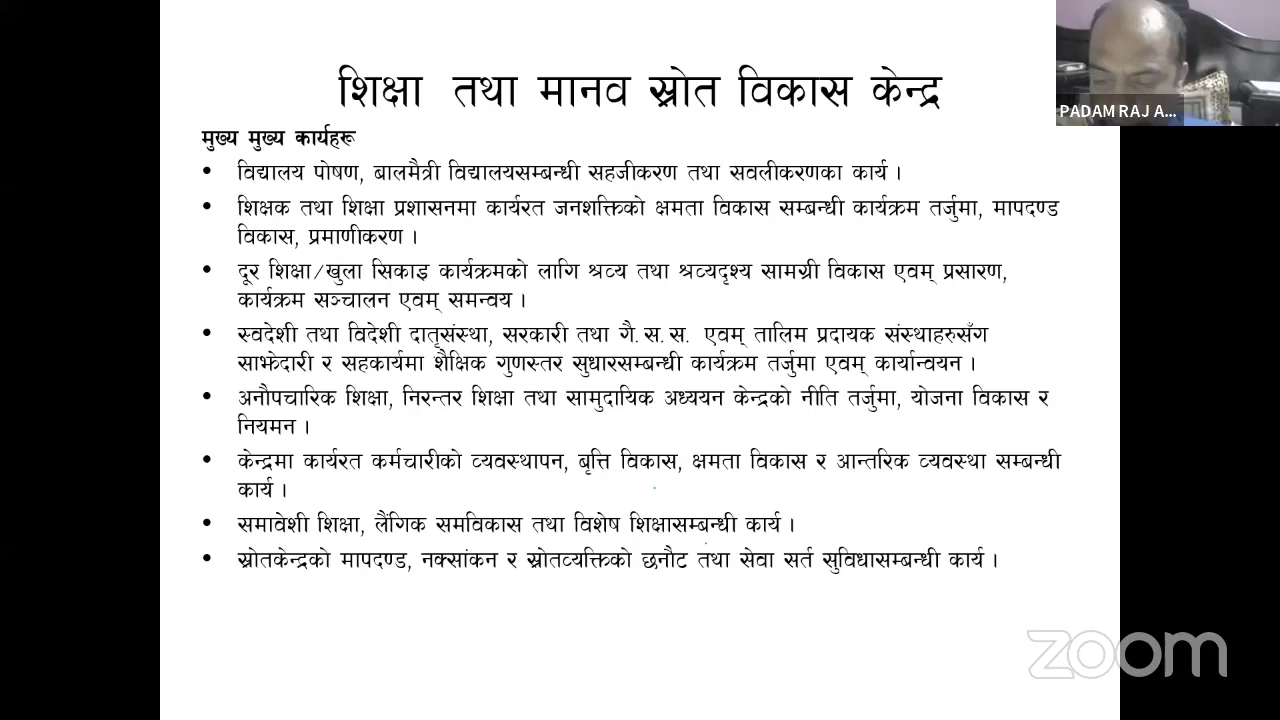 शिक्षा तथा मानव स्रोत विकास केन्द्र
PADAM RAJ A...
मुख्य मुख्य कार्यहरू
• विद्यालय पोषण, बालमैत्री विद्यालयसम्बन्धी सहजीकरण तथा सवलीकरणका कार्य ।
• शिक्षक तथा शिक्षा प्रशासनमा कार्यरत जनशक्तिको क्षमता विकास सम्बन्धी कार्यक्रम तर्जुमा, मापदण्ड
विकास, प्रमाणीकरण ।
• दूर शिक्षा/खुला सिकाइ कार्यक्रमको लागि श्रव्य तथा श्रव्यदृश्य सामग्री विकास एवम् प्रसारण,
कार्यक्रम सञ्चालन एवम् समन्वय ।
• स्वदेशी तथा विदेशी दातृसंस्था, सरकारी तथा गै.स.स. एवम् तालिम प्रदायक संस्थाहरुसँग
साझेदारी र सहकार्यमा शैक्षिक गुणस्तर सुधारसम्बन्धी कार्यक्रम तर्जुमा एवम् कार्यान्वयन ।
• अनौपचारिक शिक्षा, निरन्तर शिक्षा तथा सामुदायिक अध्ययन केन्द्रको नीति तर्जुमा, योजना विकास र
नियमन ।
• केन्द्रमा कार्यरत कर्मचारीको व्यवस्थापन, बृत्ति विकास, क्षमता विकास र आन्तरिक व्यवस्था सम्बन्धी
कार्य ।
• समावेशी शिक्षा, लैंगिक समविकास तथा विशेष शिक्षासम्बन्धी कार्य ।
• स्रोतकेन्द्रको मापदण्ड, नक्सांकन र स्रोतव्यक्तिको छनौट तथा सेवा सर्त सुविधासम्बन्धी कार्य ।
zoom